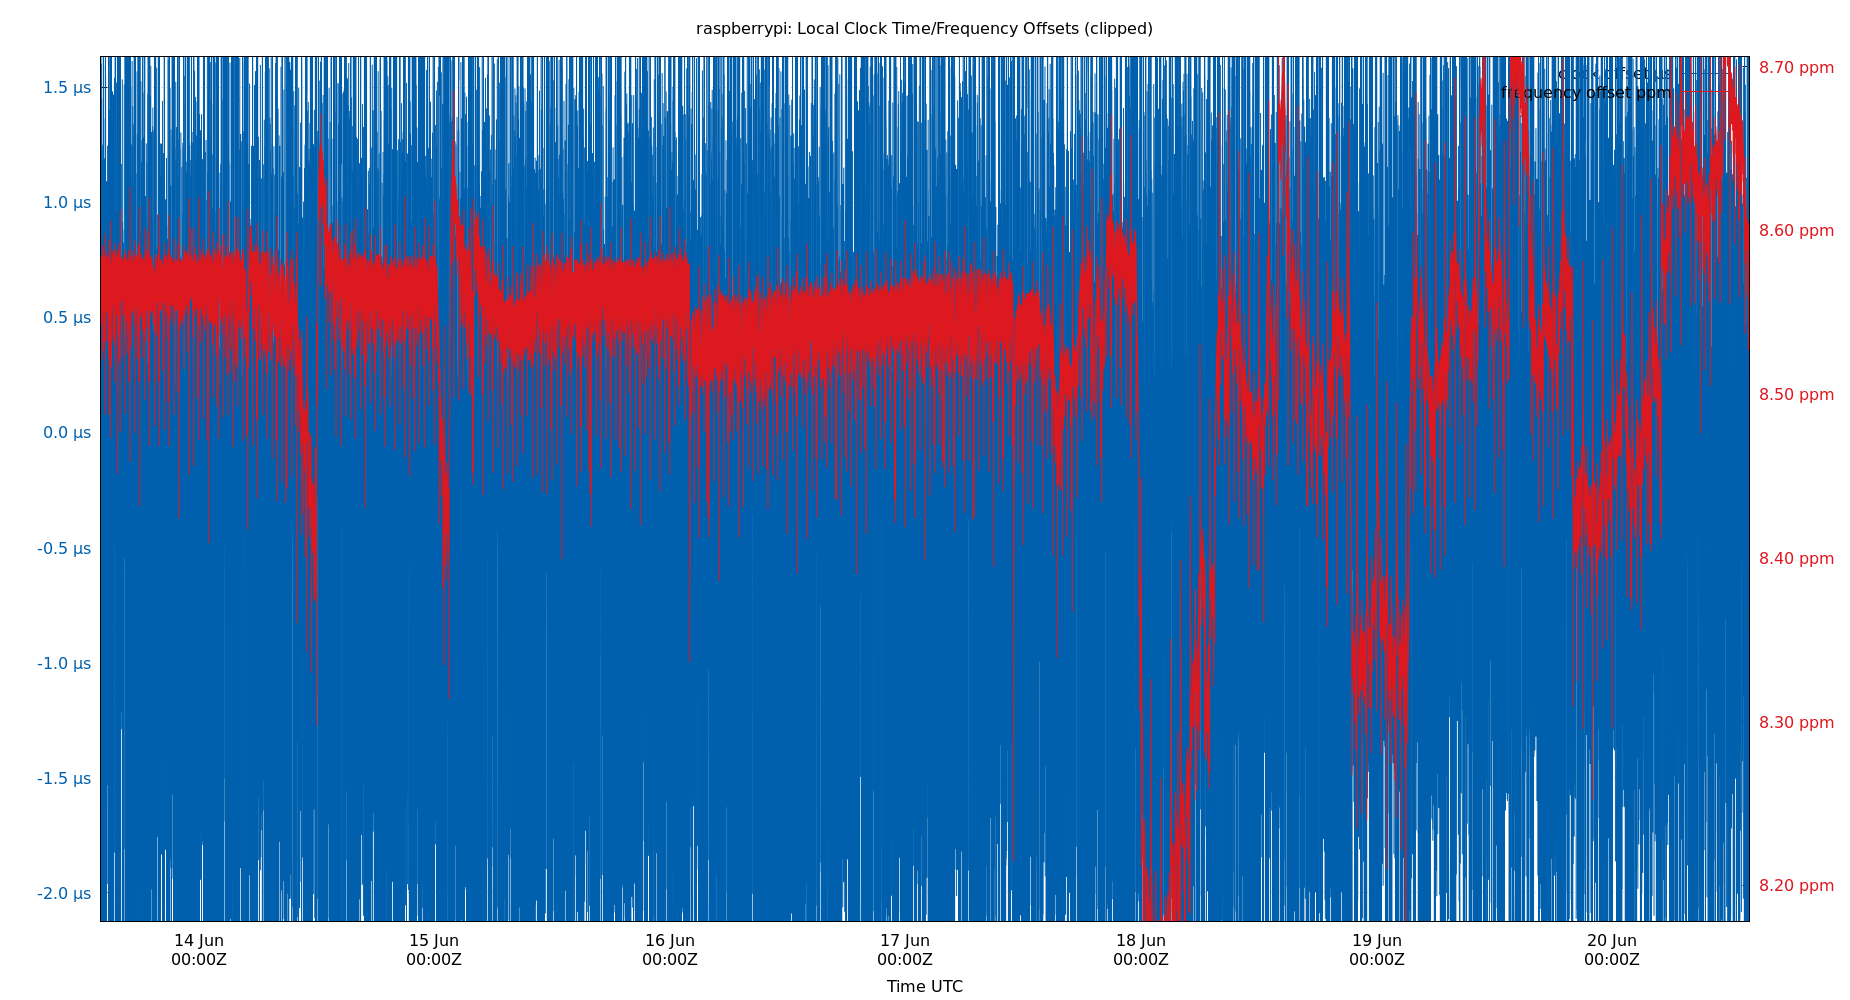 raspberrypi: Local Clock Time/Frequency Offsets (clipped)
1.5 µs
1.0 µs
0.5 µs
0.0 µs
-0.5 µs
-1.0 µs
-1.5 µs
-2.0 µs
clock offset µs
frequency offset ppm
8.70 ppm
8.60 ppm
8.50 ppm
8.40 ppm
8.30 ppm
8.20 ppm
14 Jun
00:00Z
15 Jun
00:00Z
16 Jun
00:00Z
17 Jun
00:00Z
18 Jun
00:00Z
19 Jun
00:00Z
20 Jun
00:00Z
Time UTC